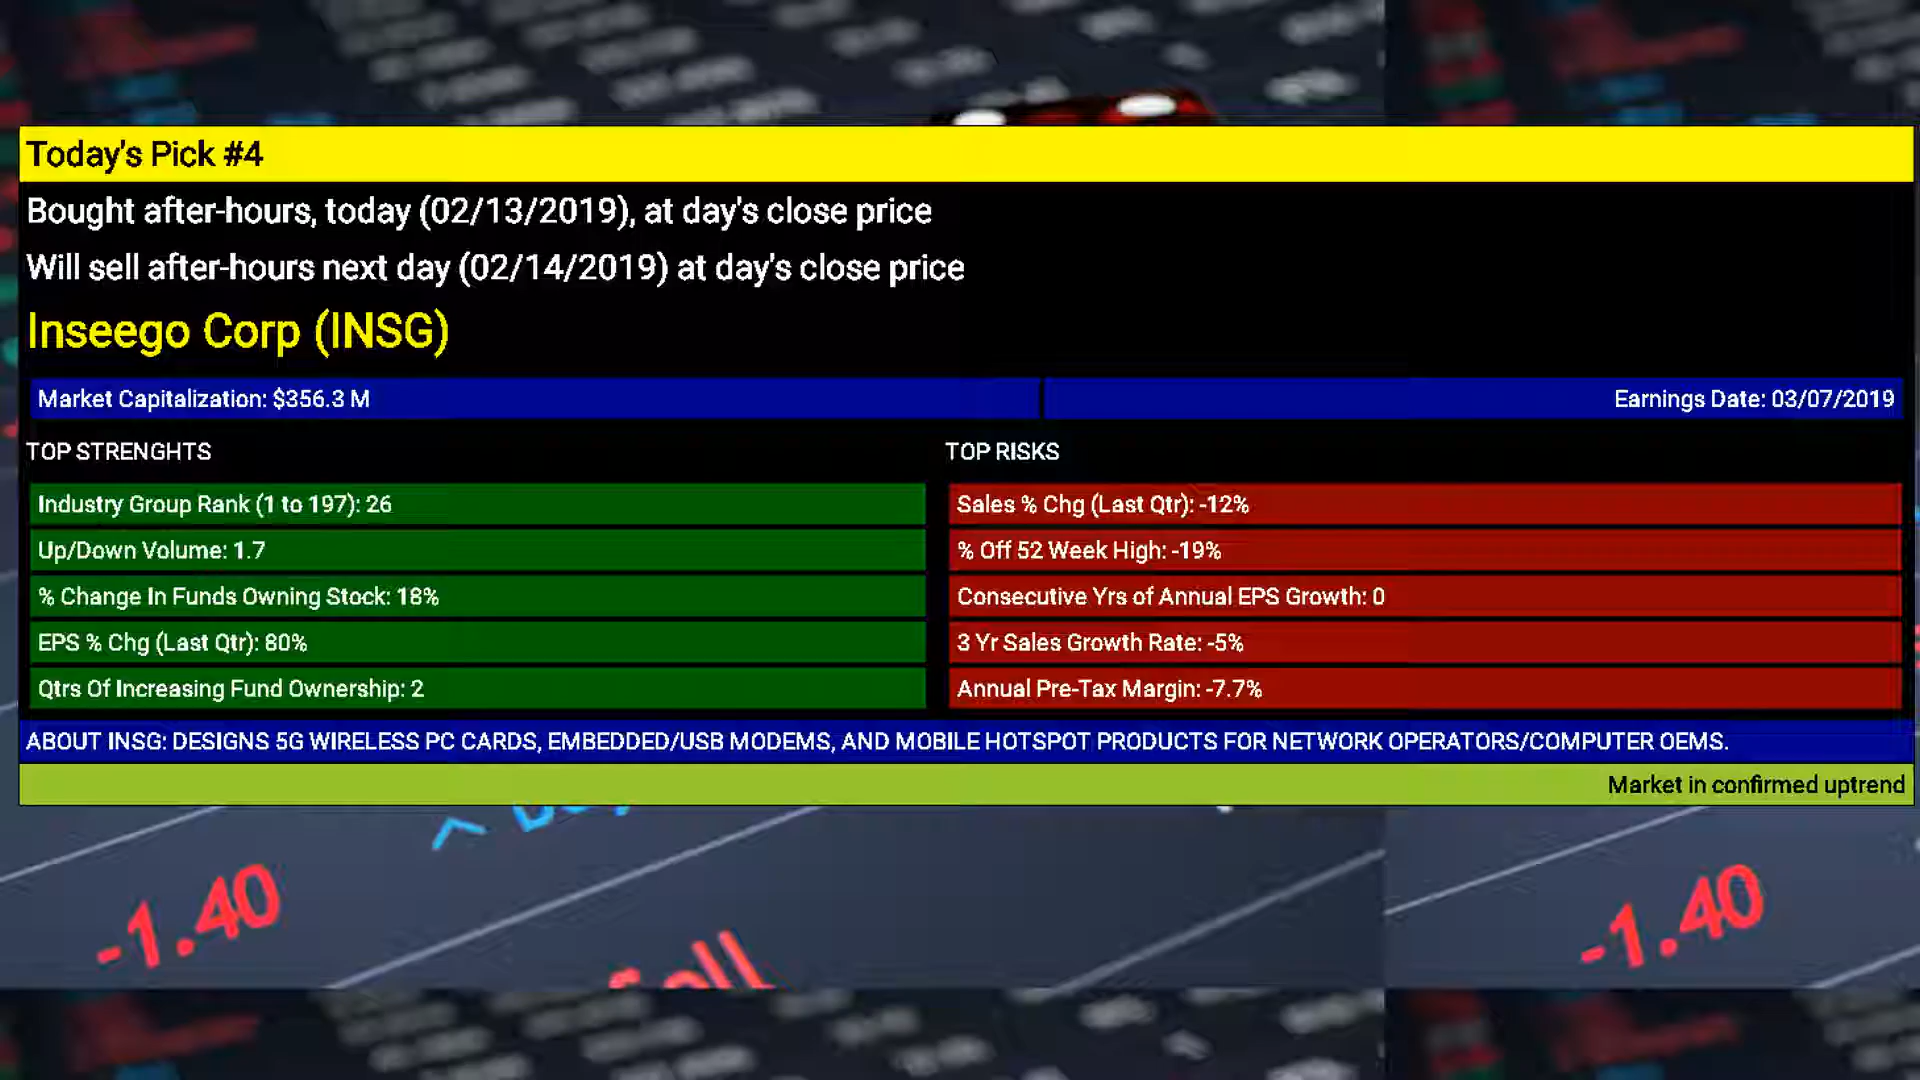 Today's Pick #4
Bought after-hours, today (02/13/2019), at day's close price
Will sell after-hours next day (02/14/2019) at day's close price
Inseego Corp (INSG)
Market Capitalization: $356.3 M
Earnings Date: 03/07/2019
TOP STRENGHTS
Industry Group Rank (1 to 197): 26
Up/Down Volume: 1.7
% Change In Funds Owning Stock: 18%
EPS % Chg (Last Qtr): 80%
Qtrs Of Increasing Fund Ownership: 2
TOP RISKS
Sales % Chg (Last Qtr): -12%
% Off 52 Week High: -19%
Consecutive Yrs of Annual EPS Growth: 0
3 Yr Sales Growth Rate: -5%
Annual Pre-Tax Margin: -7.7%
ABOUT INSG: DESIGNS 5G WIRELESS PC CARDS, EMBEDDED/USB MODEMS, AND MOBILE HOTSPOT PRODUCTS FOR NETWORK OPERATORS/COMPUTER OEMS.
Market in confirmed uptrend
-1.40
-1.40